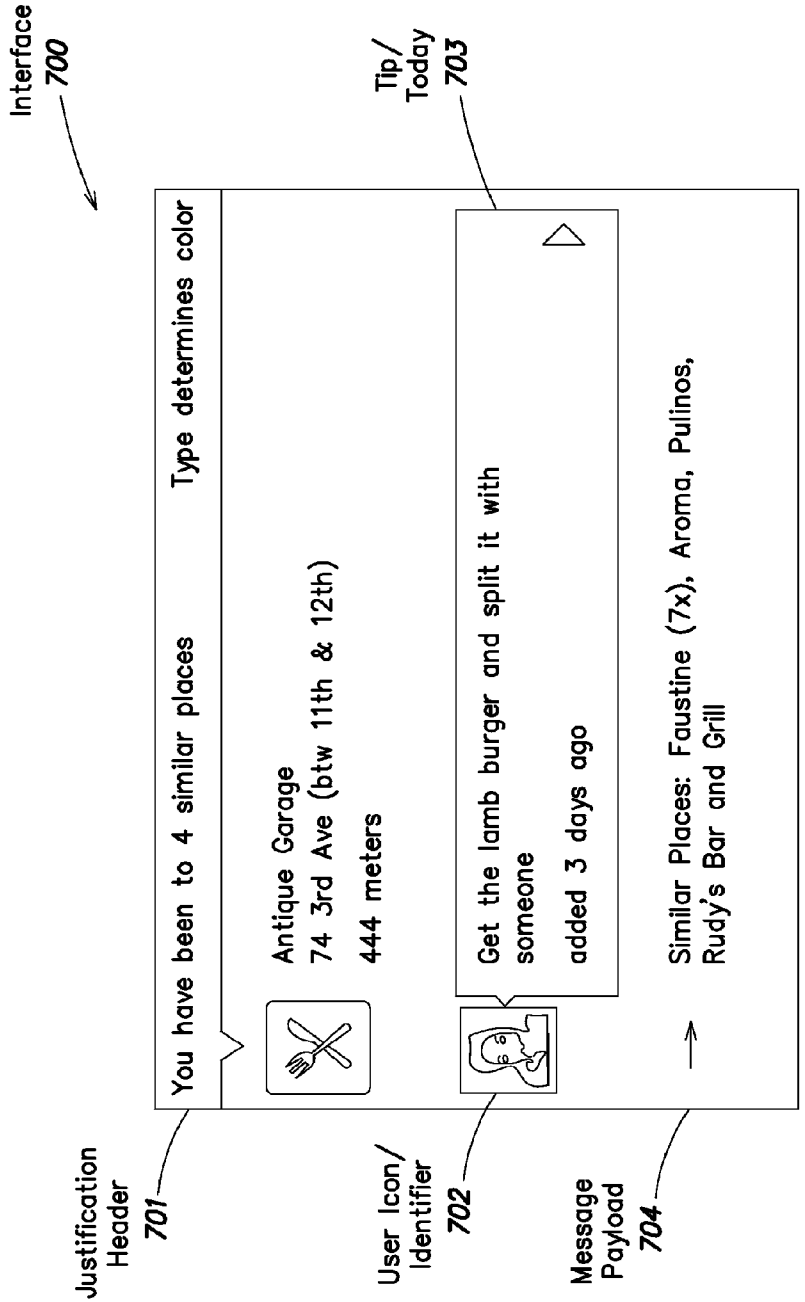 Interface
700
Justification
Header
701
You have been to 4 similar places
Type determines color
Antique Garage
74 3rd Ave (btw 11th & 12th)
444 meters
User Icon/
Identifier
702
Tip/
Today
703
Get the lamb burger and split it with
someone
added 3 days ago
Message
Payload
704
Similar Places: Faustine (7x), Aroma, Pulinos,
Rudy's Bar and Grill